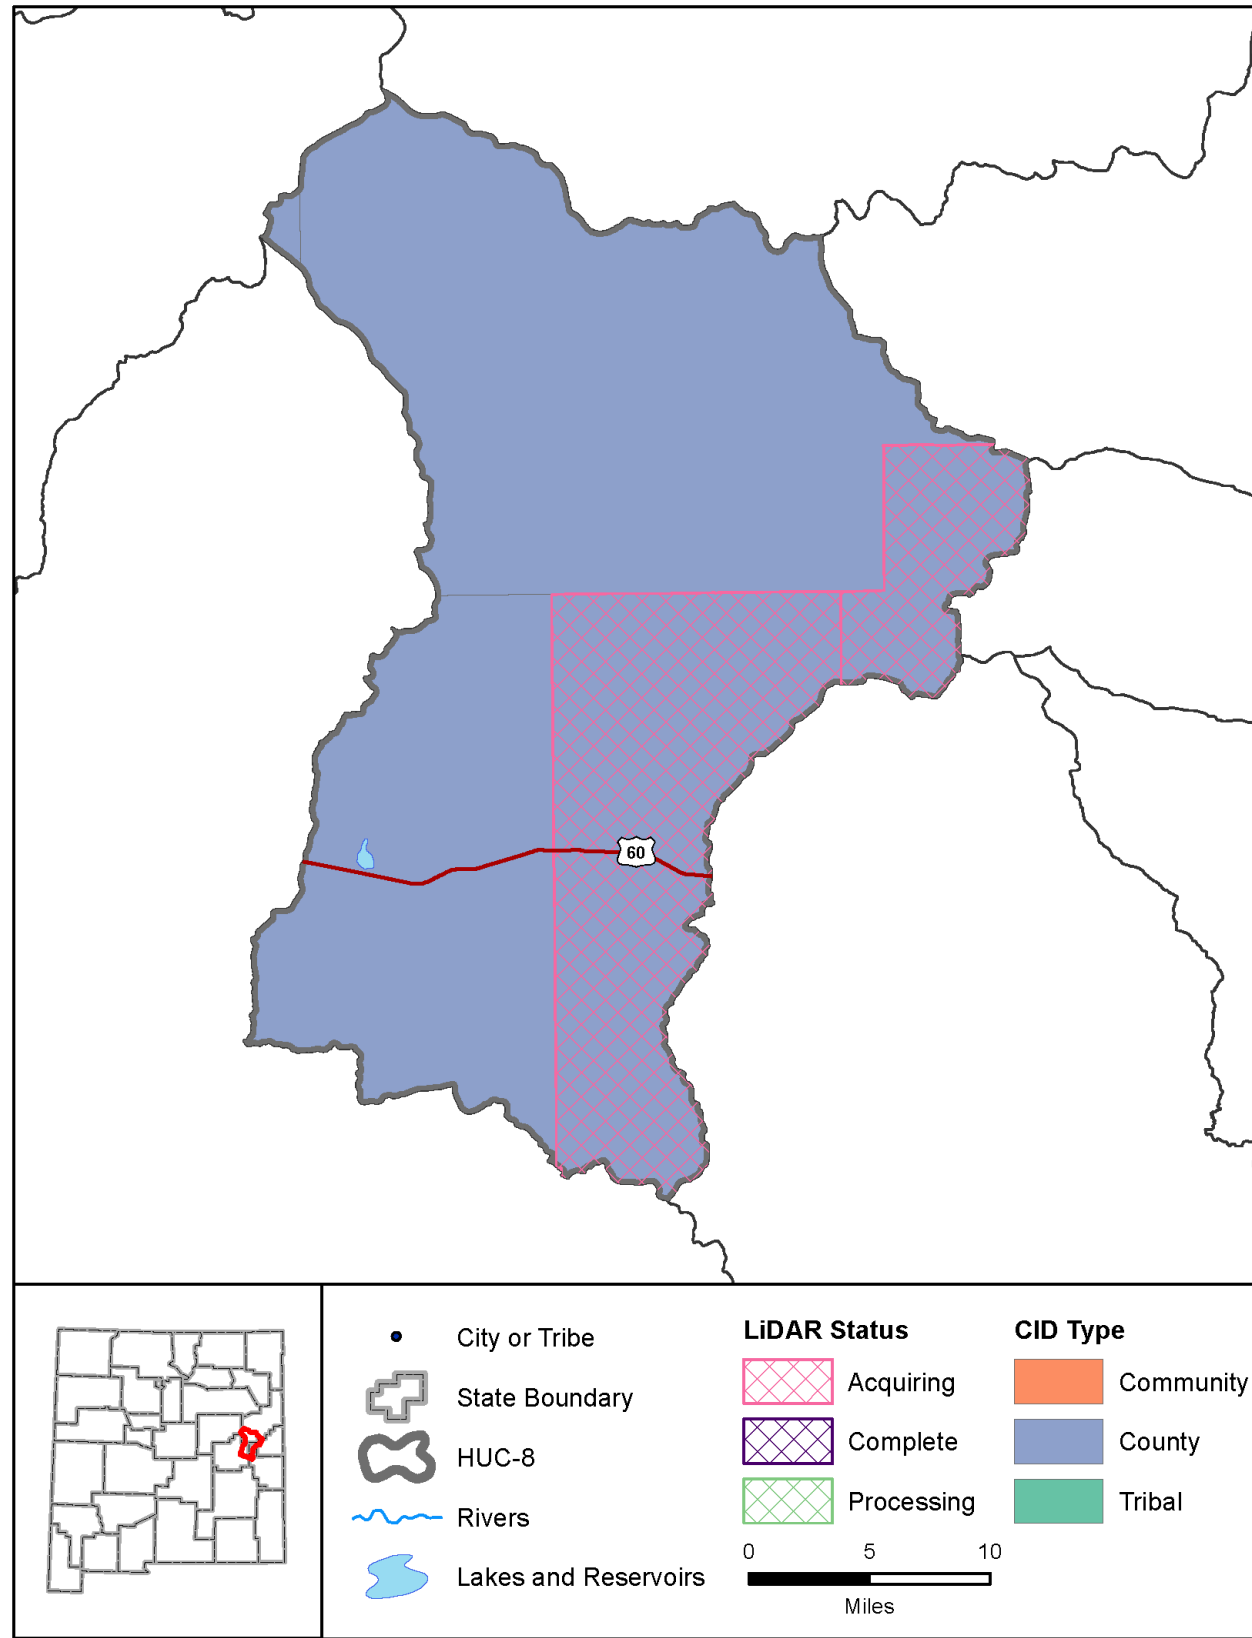 60
City or Tribe
State Boundary
HUC-8
Rivers
Lakes and Reservoirs
LiDAR Status
Acquiring
Complete
Processing
0 5 10
Miles
CID Type
Community
County
Tribal